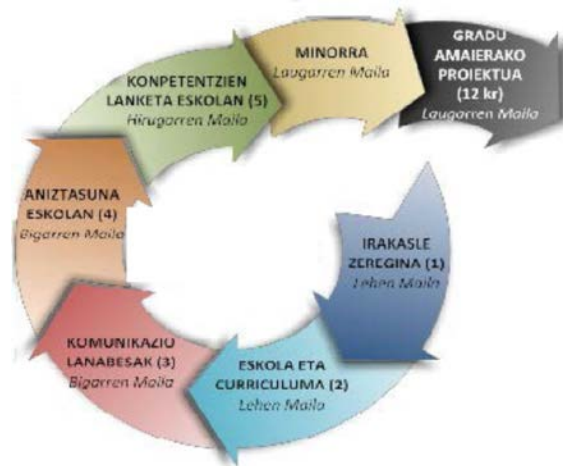 IRAKASLE
ZEREGINA (1)
Lehen Maila
ESKOLA ETA
CURRICULUMA (2)
Lehen Maila
KOMUNIKAZIO
LANABESAK (3)
Bigarren Maila
ANIZTASUNA
ESKOLAN (4)
Bigarren Maila
KONPETENTZIEN
LANKETA ESKOLAN (5)
Hirugarren Maila
MINORRA
Laugarren Maila
GRADU
AMAIERAKO
PROIEKTUA
(12 kr)
Laugarren Maila